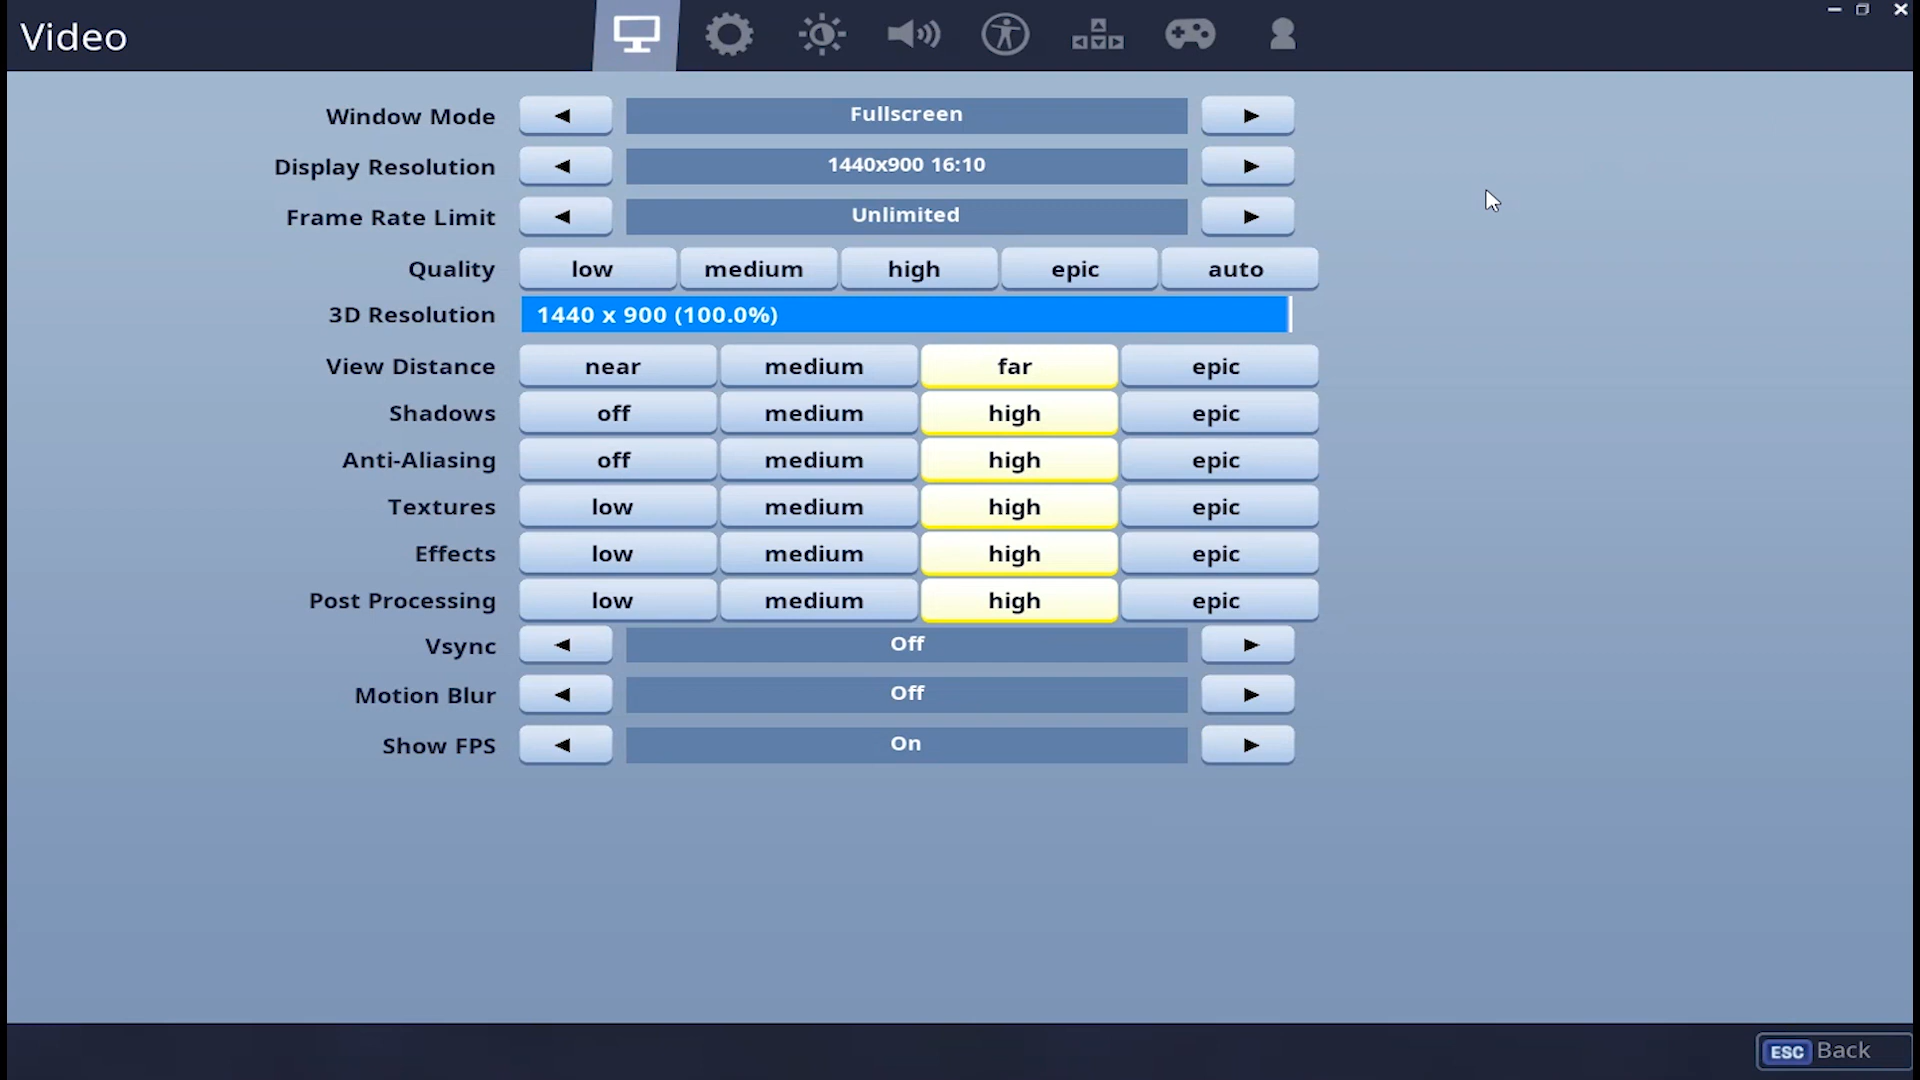 Video
Window Mode Fullscreen
Display Resolution 1440x900 16:10
Frame Rate Limit Unlimited
Quality low medium high epic auto
3D Resolution 1440 x 900 (100.0%)
View Distance near medium far epic
Shadows off medium high epic
Anti-Aliasing off medium high epic
Textures low medium high epic
Effects low medium high epic
Post Processing low medium high epic
Vsync Off
Motion Blur Off
Show FPS On
ESC Back